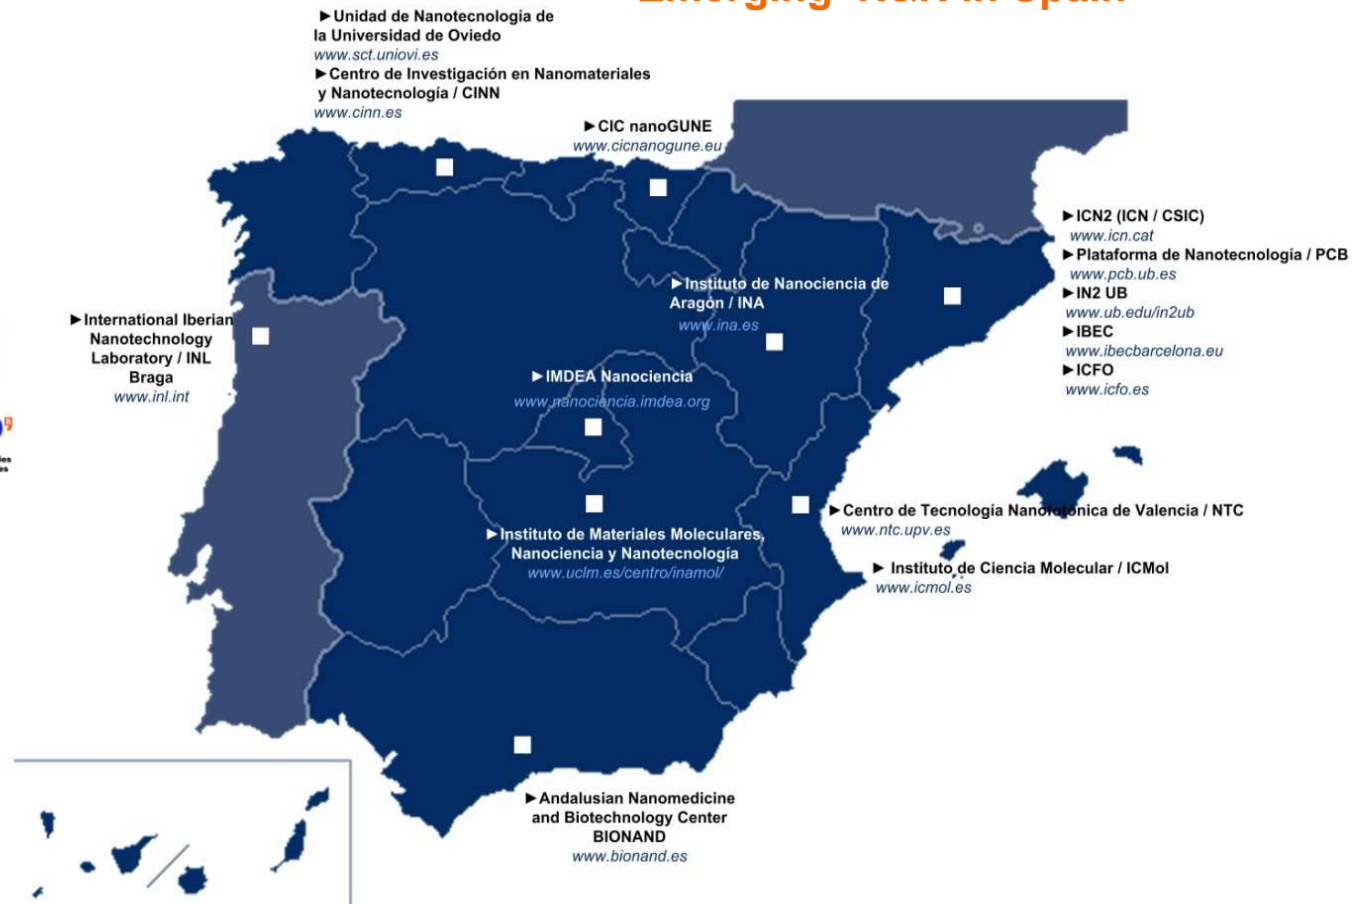 Emerging N&N in Spain
►Unidad de Nanotecnología de
la Universidad de Oviedo
www.sct.uniovi.es
►Centro de Investigación en Nanomateriales
y Nanotecnología / CINN
www.cinn.es
►CIC nanoGUNE
www.cicnanogune.eu
►ICN2 (ICN / CSIC)
www.icn.cat
►Plataforma de Nanotecnología / PCB
www.pcb.ub.es
►IN2 UB
www.ub.edu/in2ub
►IBEC
www.ibecbarcelona.eu
►ICFO
www.icfo.es
►Instituto de Nanociencia de
Aragón / INA
www.ina.es
►International Iberian
Nanotechnology
Laboratory / INL
Braga
www.inl.int
►IMDEA Nanociencia
www.nanociencia.imdea.org
►Centro de Tecnología Nanofotónica de Valencia / NTC
www.ntc.upv.es
►Instituto de Materiales Moleculares,
Nanociencia y Nanotecnología
www.uclm.es/centro/inamol/
► Instituto de Ciencia Molecular / ICMol
www.icmol.es
►Andalusian Nanomedicine
and Biotechnology Center
BIONAND
www.bionand.es